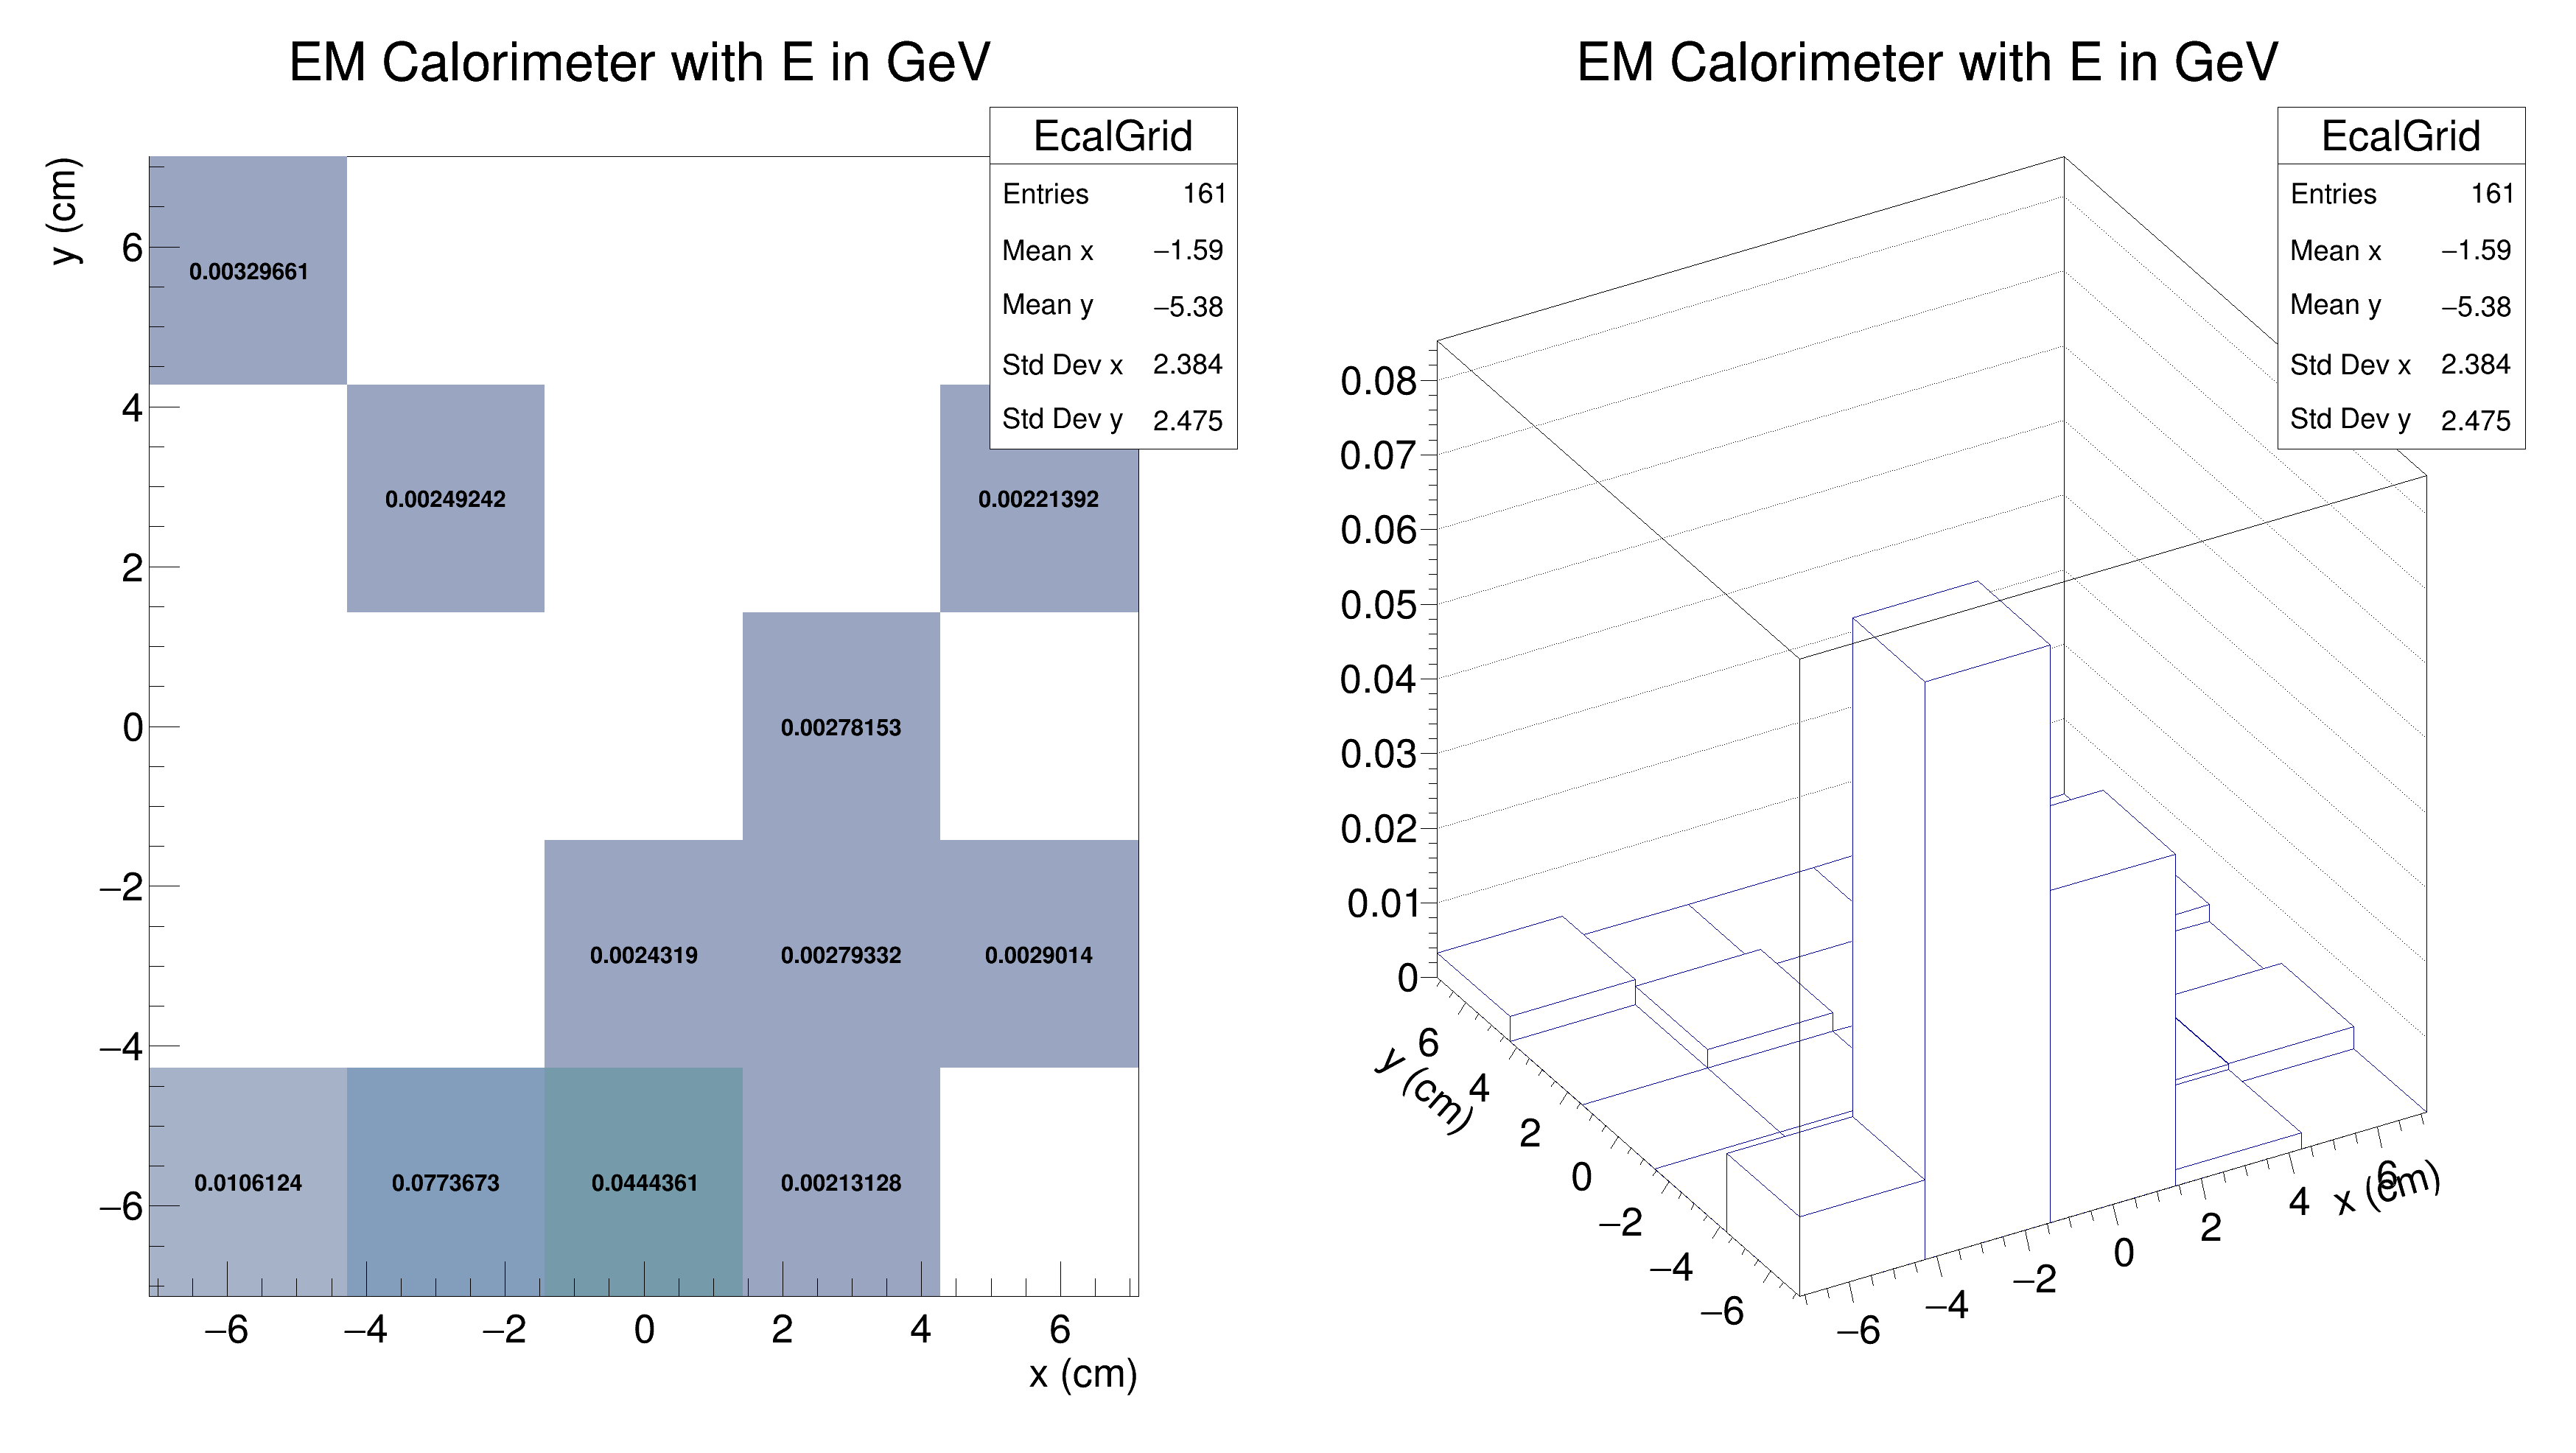 EM Calorimeter with E in GeV
EcalGrid
Entries 161
Mean x −1.59
Mean y −5.38
Std Dev x 2.384
Std Dev y 2.475
y (cm)
6
4
2
0
−2
−4
−6
0.00329661
0.00249242
0.00221392
0.00278153
0.0024319
0.00279332
0.0029014
0.0106124
0.0773673
0.0444361
0.00213128
−6
−4
−2
0
2
4
6
x (cm)
EM Calorimeter with E in GeV
EcalGrid
Entries 161
Mean x −1.59
Mean y −5.38
Std Dev x 2.384
Std Dev y 2.475
0.08
0.07
0.06
0.05
0.04
0.03
0.02
0.01
0
6
4
2
0
−2
−4
−6
y (cm)
−6
−4
−2
0
2
4
6
x (cm)